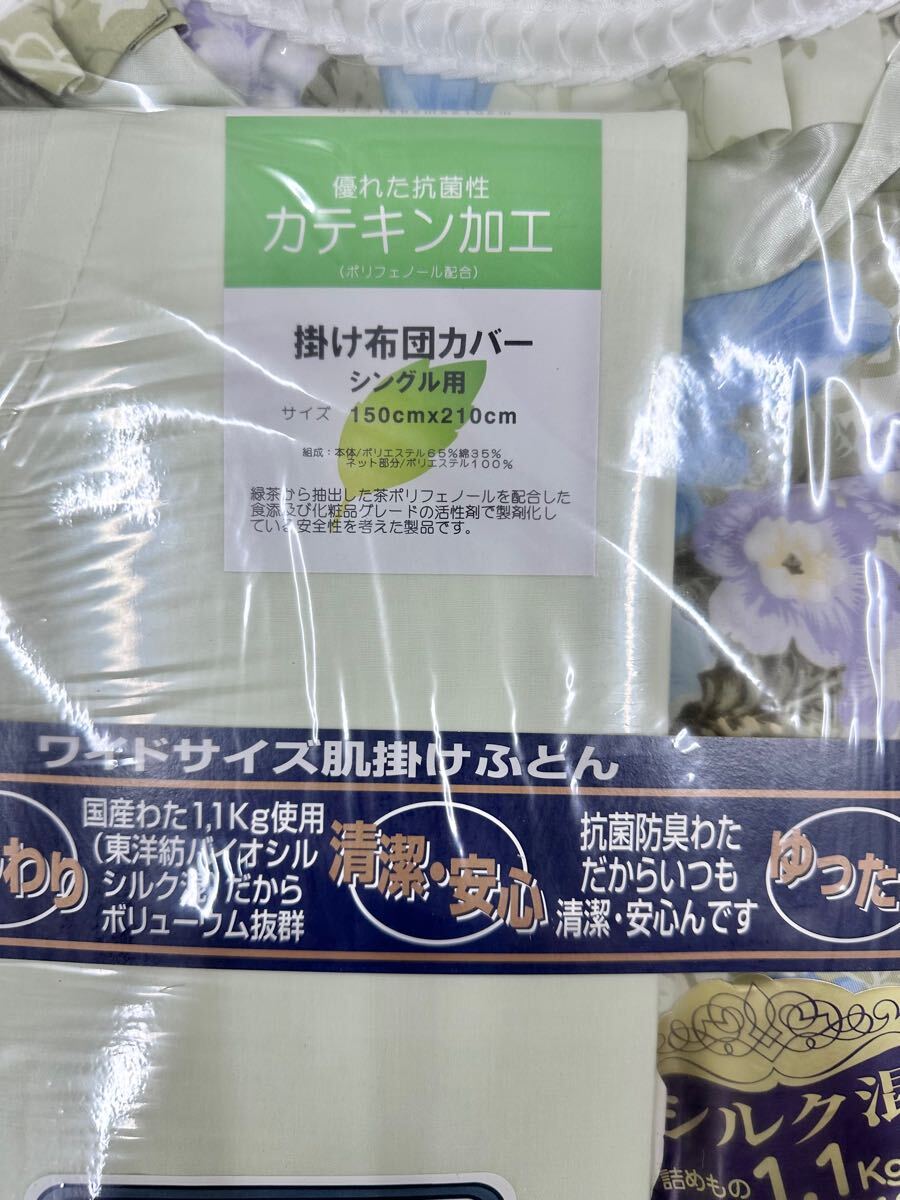 優れた抗菌性
カテキン加工
(ポリフェノール配合)
掛け布団カバー
シングル用
サイズ 150cmx210cm
組成：本体/ポリエステル65%綿35%
ネット部分/ポリエステル100%
緑茶から抽出した茶ポリフェノールを配合した
食添及び化粧品グレードの活性剤で製剤化し
ている安全性を考えた製品です。
ワイドサイズ肌掛けふとん
わり
国産わた1,1Kg使用
(東洋紡バイオシル
シルク混)だから
ボリューウム抜群
清潔・安心
抗菌防臭わた
だからいつも
清潔・安心んです
ゆった
シルク混
詰めもの1.1Kg